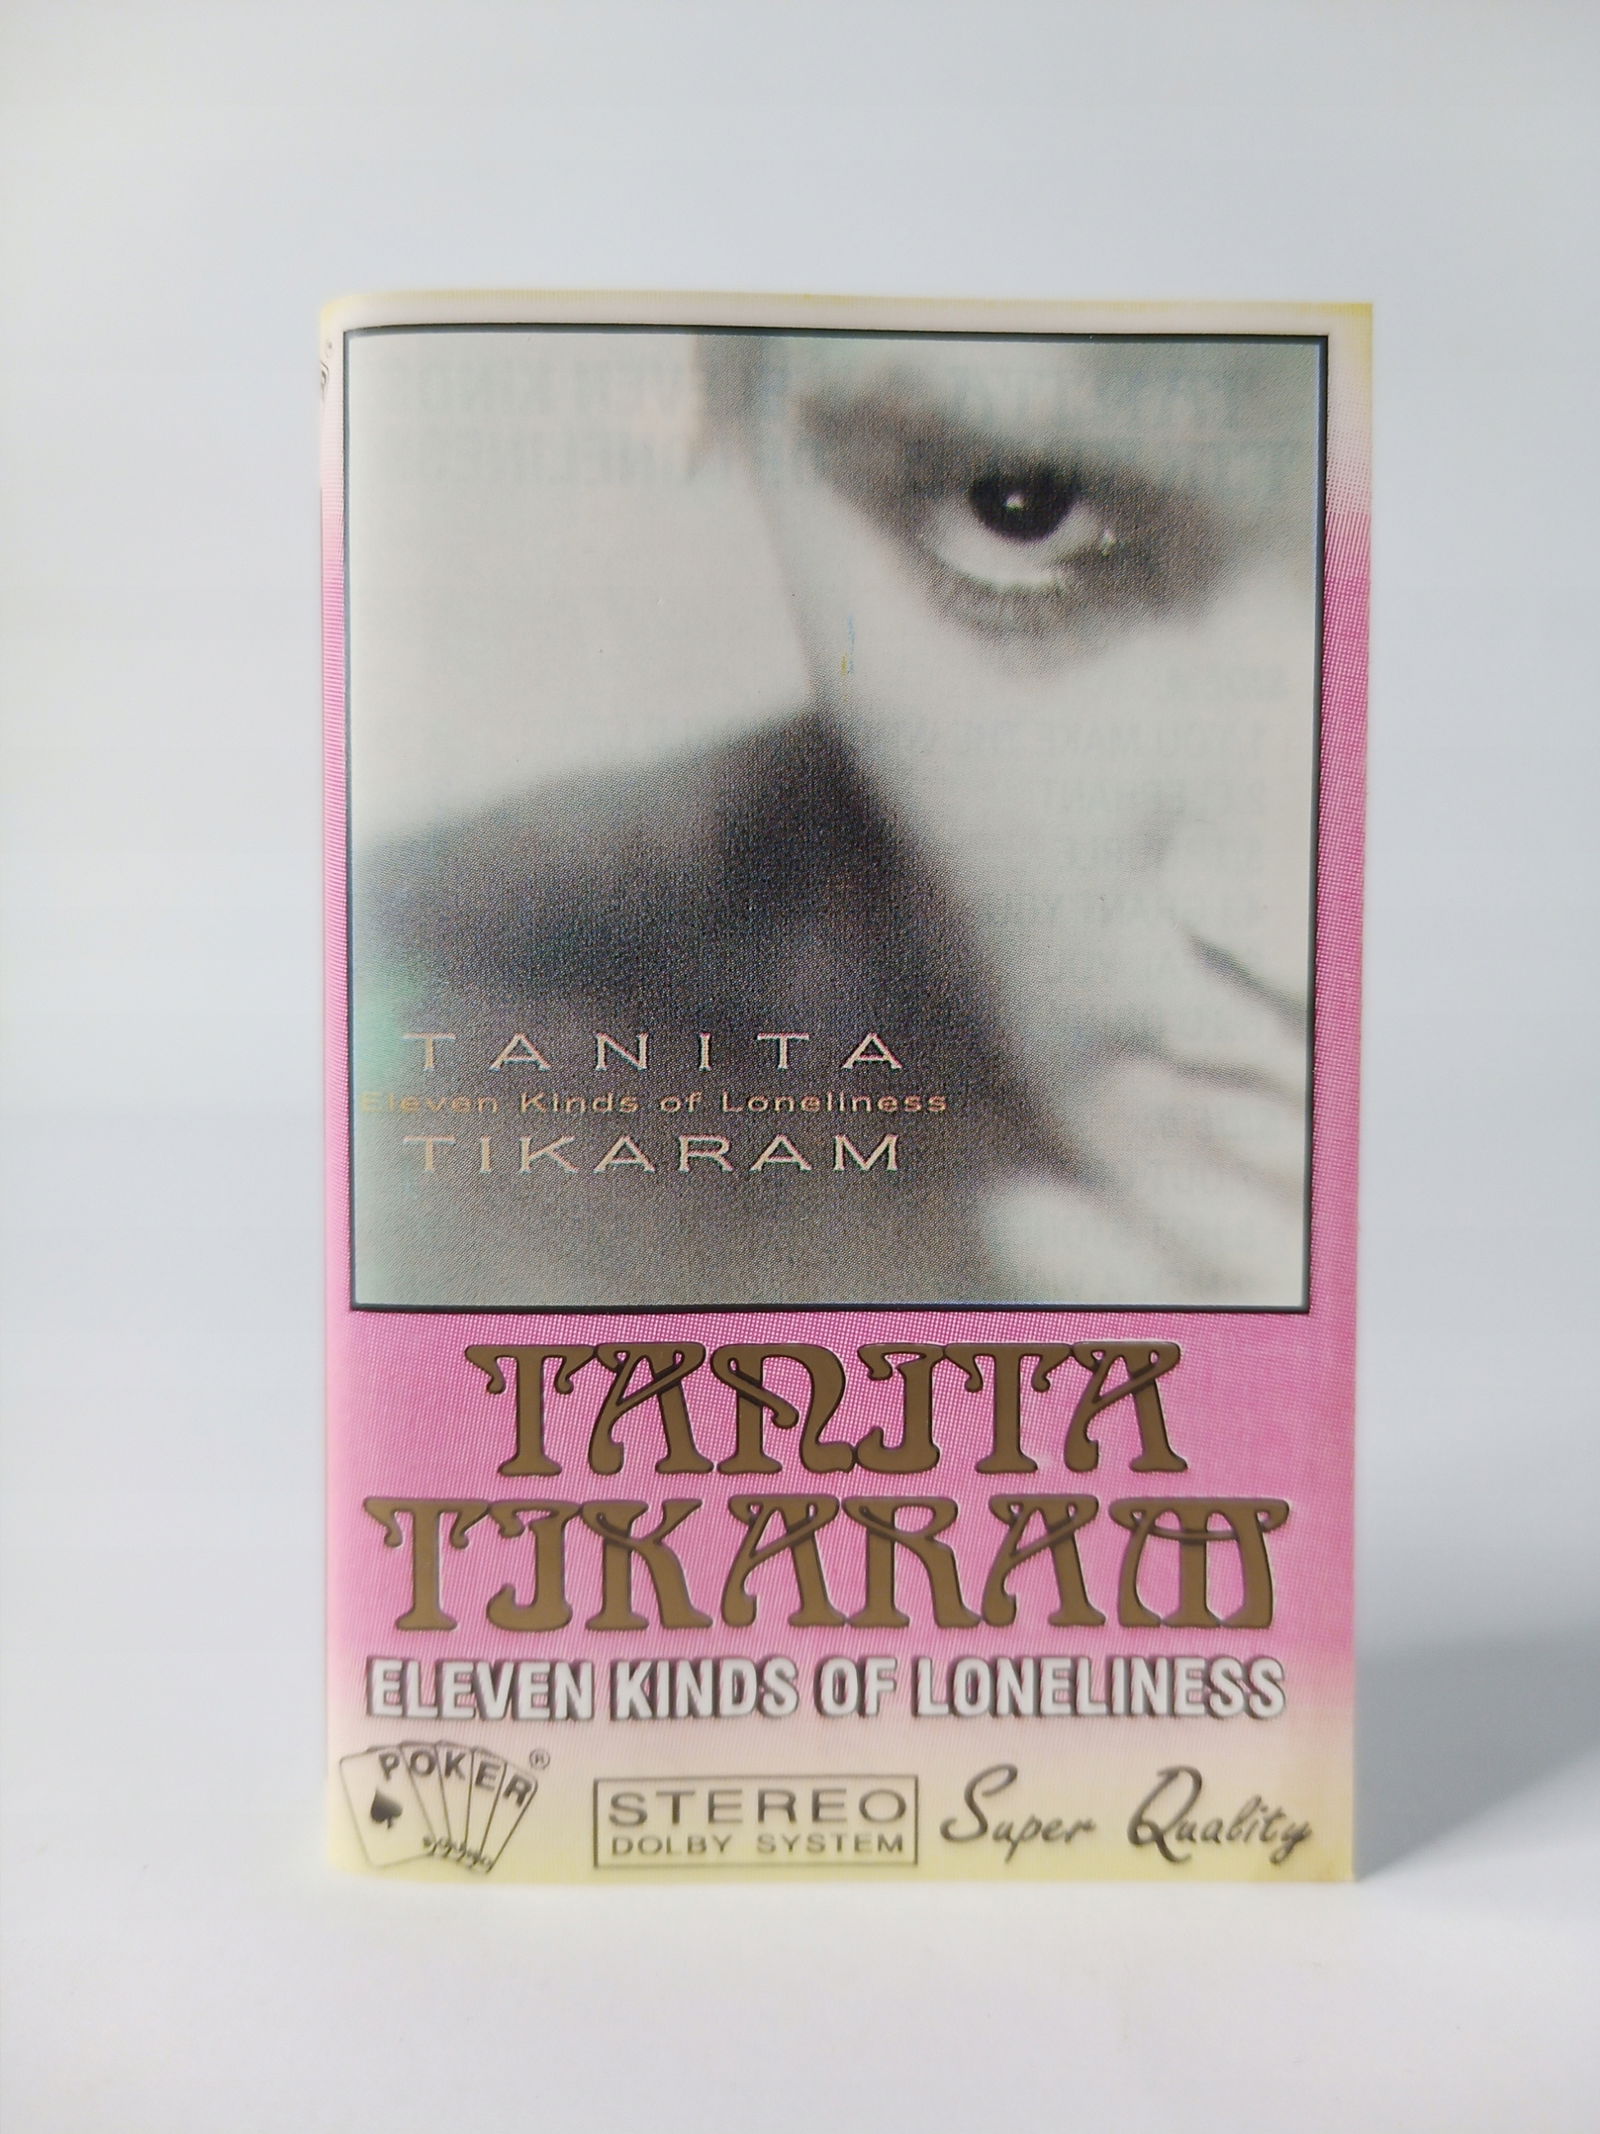 TANITA
Eleven Kinds of Loneliness
TIKARAM
TANITA
TIKARAM
ELEVEN KINDS OF LONELINESS
POKER ®
STEREO
DOLBY SYSTEM
Super Quality